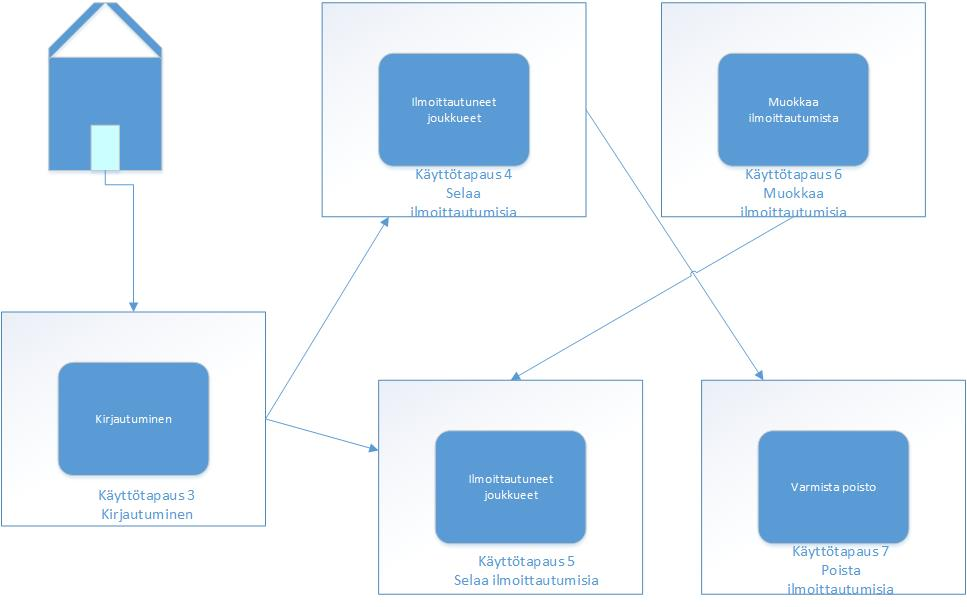 Ilmoittautuneet
joukkueet
Käyttötapaus 4
Selaa
ilmoittautumisia
Muokkaa
ilmoittautumista
Käyttötapaus 6
Muokkaa
ilmoittautumisia
Kirjautuminen
Käyttötapaus 3
Kirjautuminen
Ilmoittautuneet
joukkueet
Käyttötapaus 5
Selaa ilmoittautumisia
Varmista poisto
Käyttötapaus 7
Poista
ilmoittautumisia